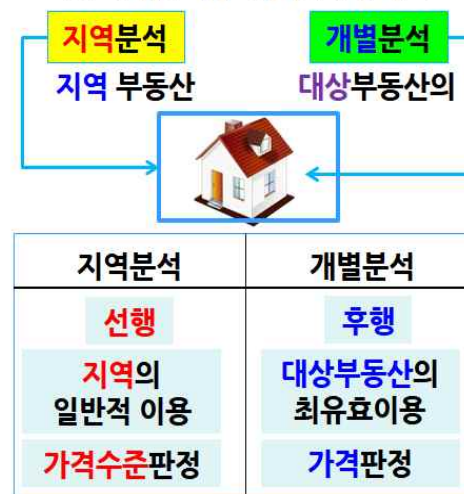 지역분석 개별분석
지역 부동산 대상부동산의
지역분석 개별분석
선행 후행
지역의 대상부동산의
일반적 이용 최유효이용
가격수준판정 가격판정